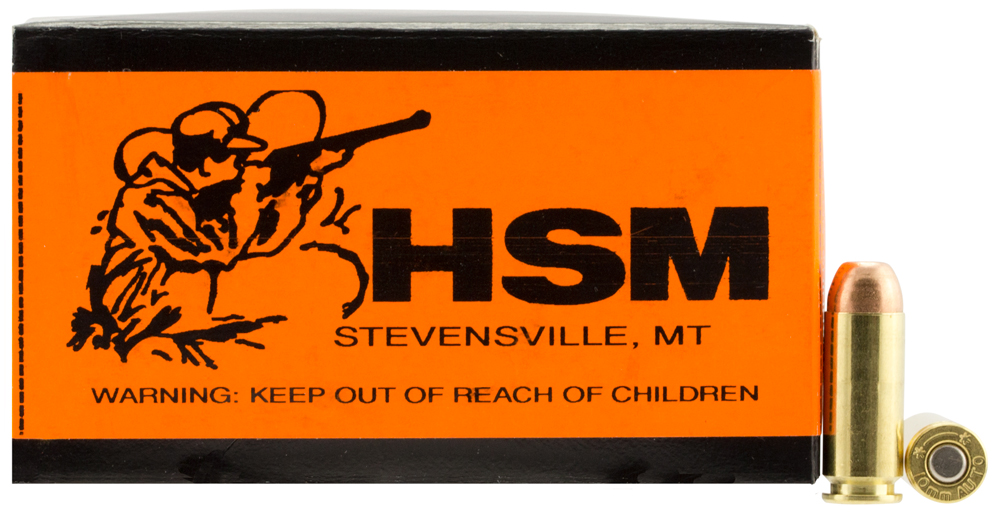 HSM
STEVENSVILLE, MT
WARNING: KEEP OUT OF REACH OF CHILDREN
10mm AUTO